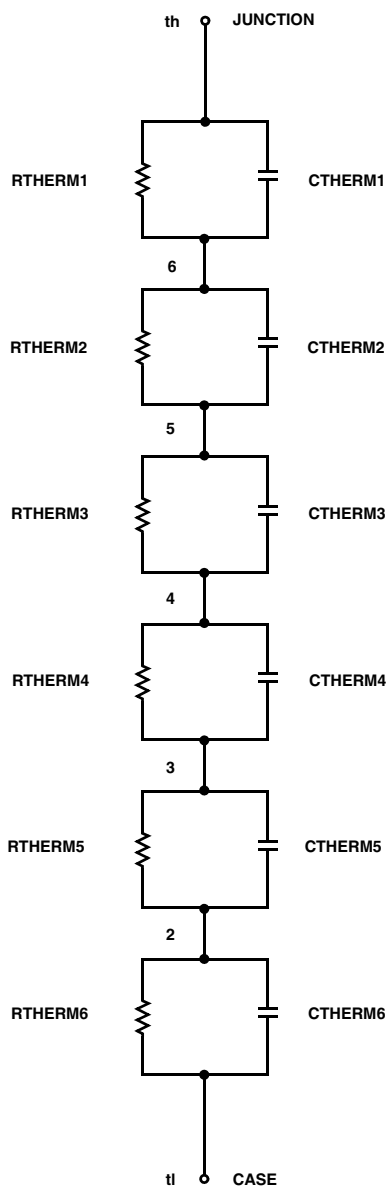 th JUNCTION
RTHERM1 CTHERM1
6
RTHERM2 CTHERM2
5
RTHERM3 CTHERM3
4
RTHERM4 CTHERM4
3
RTHERM5 CTHERM5
2
RTHERM6 CTHERM6
tl CASE